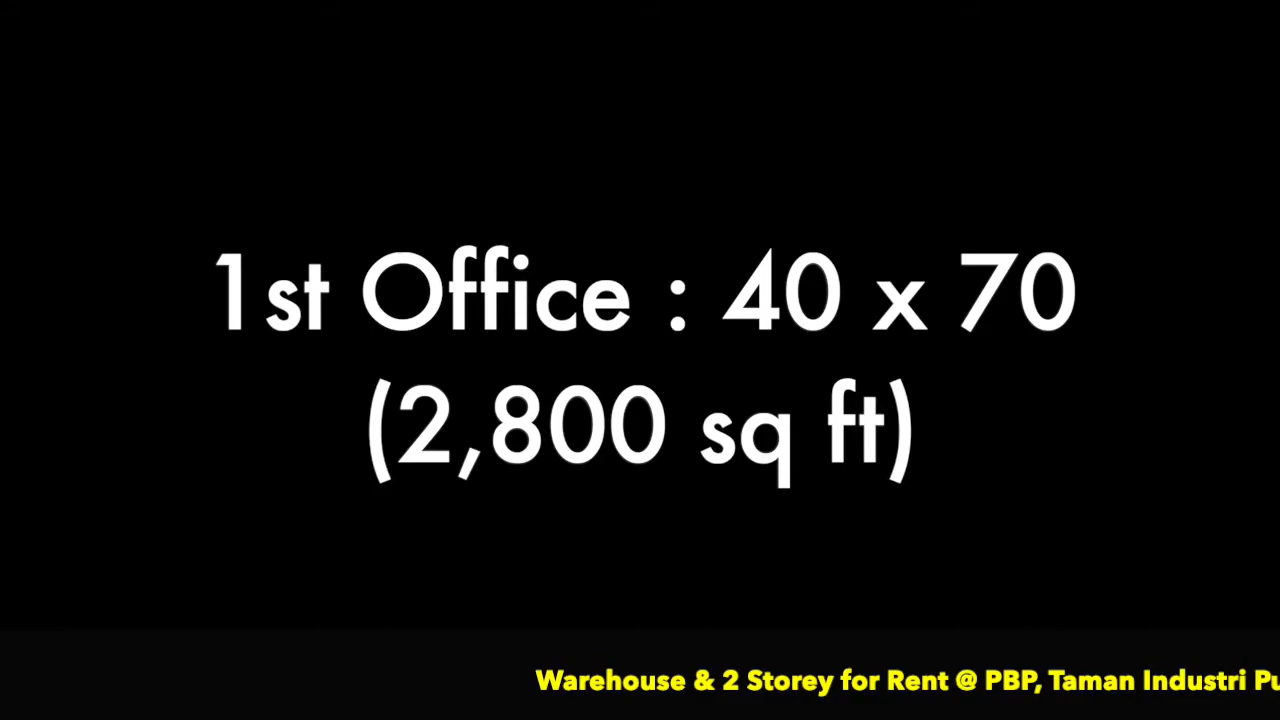 1st Office : 40 x 70
(2,800 sq ft)
Warehouse & 2 Storey for Rent @ PBP, Taman Industri